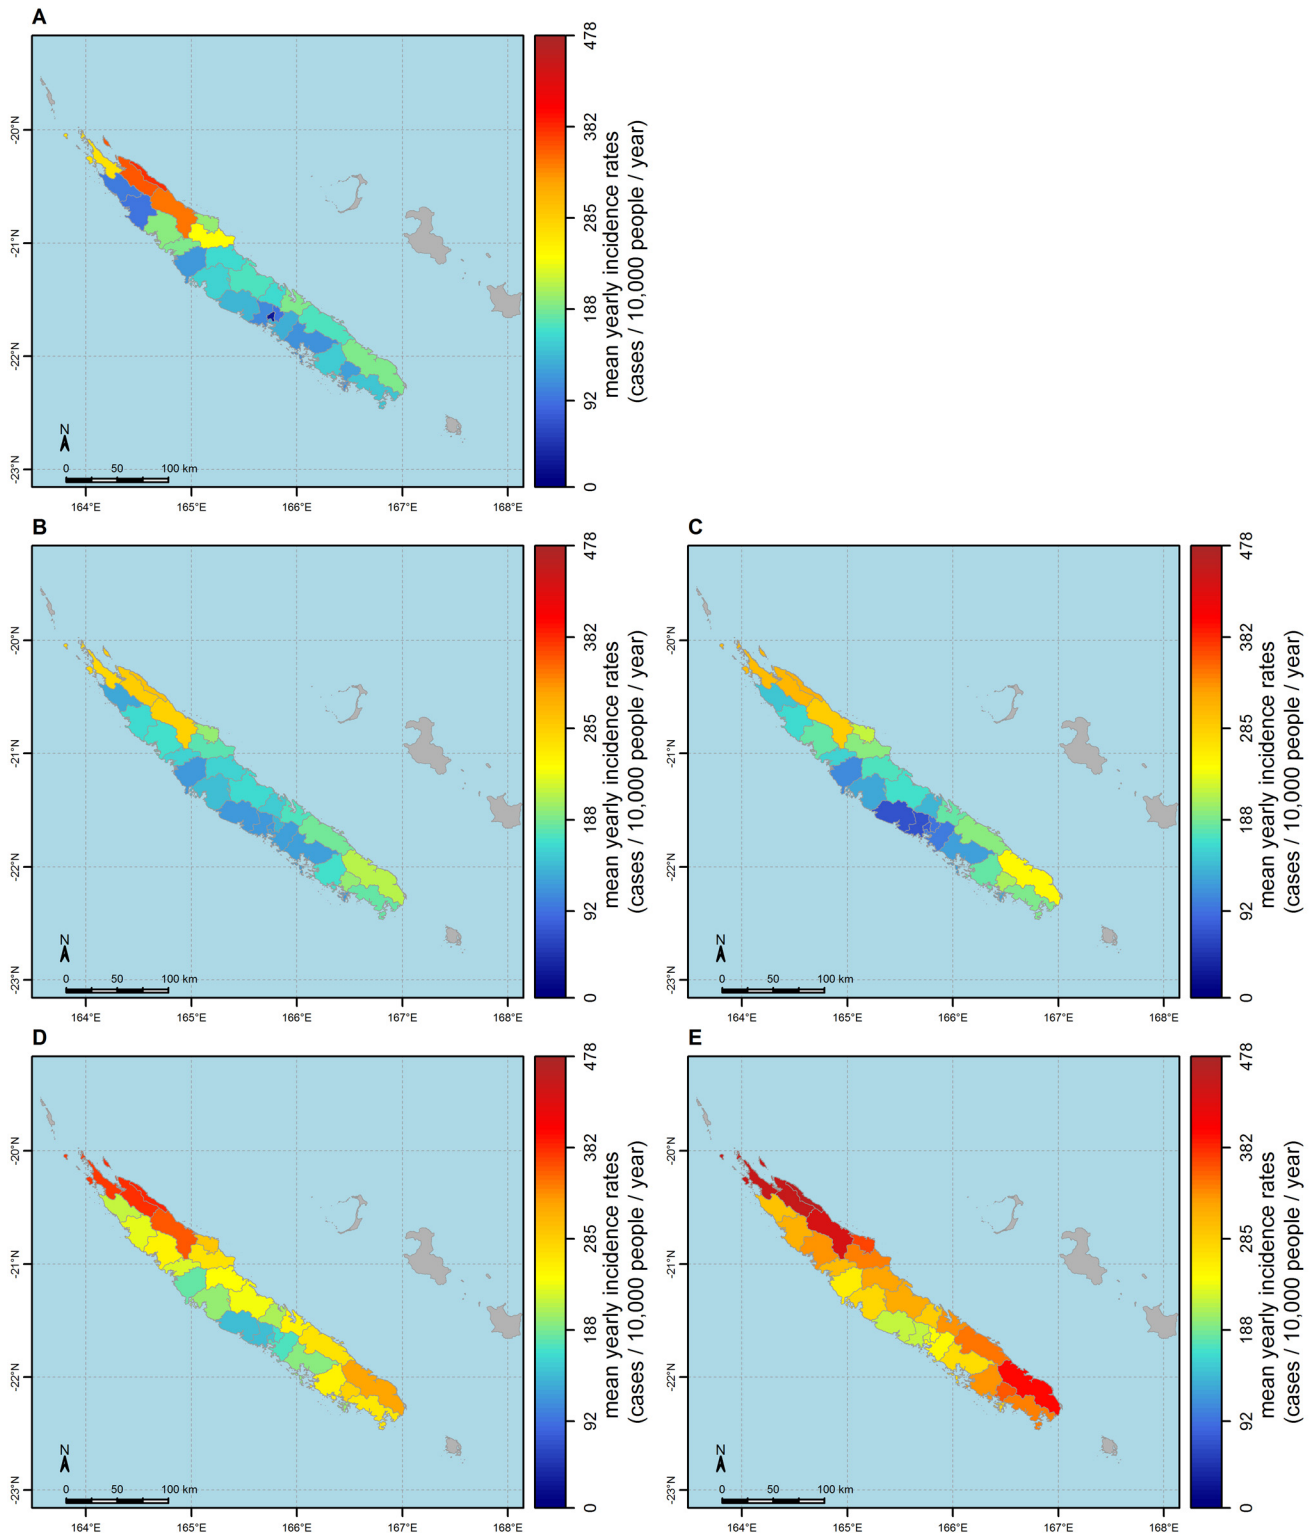 A
-20°N
-21°N
-22°N
-23°N
164°E 165°E 166°E 167°E 168°E
N
0 50 100 km
0 92 188 285 382 478
mean yearly incidence rates
(cases / 10,000 people / year)
B
-20°N
-21°N
-22°N
-23°N
164°E 165°E 166°E 167°E 168°E
N
0 50 100 km
0 92 188 285 382 478
mean yearly incidence rates
(cases / 10,000 people / year)
C
-20°N
-21°N
-22°N
-23°N
164°E 165°E 166°E 167°E 168°E
N
0 50 100 km
0 92 188 285 382 478
mean yearly incidence rates
(cases / 10,000 people / year)
D
-20°N
-21°N
-22°N
-23°N
164°E 165°E 166°E 167°E 168°E
N
0 50 100 km
0 92 188 285 382 478
mean yearly incidence rates
(cases / 10,000 people / year)
E
-20°N
-21°N
-22°N
-23°N
164°E 165°E 166°E 167°E 168°E
N
0 50 100 km
0 92 188 285 382 478
mean yearly incidence rates
(cases / 10,000 people / year)